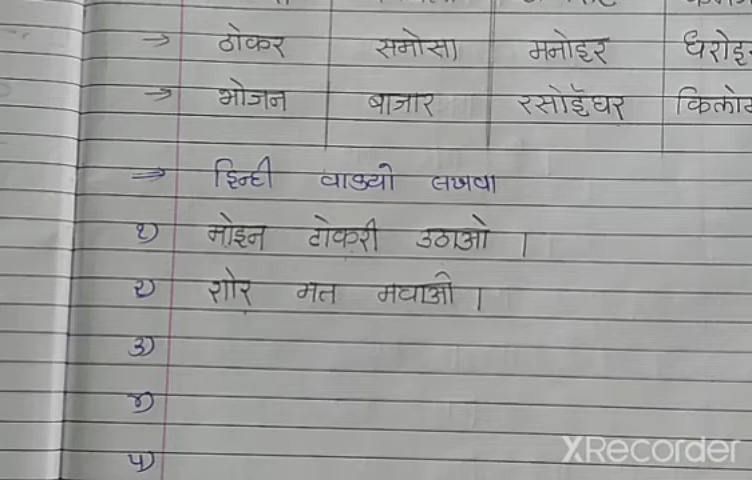 → ठोकर समोसा मनोहर धरोह
→ भोजन बाजार रसोईघर किलो
⇒ हिन्दी वाक्यो लखवा
१) मोहन टोकरी उठाओ ।
२) शोर मत मचाओ ।
३)
४)
५)
XRecorder